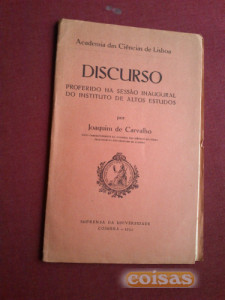 Academia das Ciências de Lisboa
DISCURSO
PROFERIDO NA SESSÃO INAUGURAL
DO INSTITUTO DE ALTOS ESTUDOS
por
Joaquim de Carvalho
IMPRENSA DA UNIVERSIDADE
COIMBRA
coisas